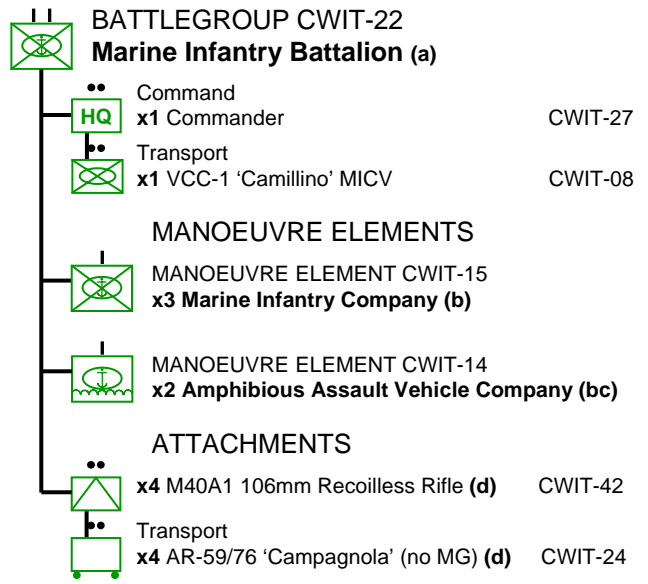 BATTLEGROUP CWIT-22
Marine Infantry Battalion (a)
Command
HQ x1 Commander CWIT-27
Transport
x1 VCC-1 ‘Camillino’ MICV CWIT-08
MANOEUVRE ELEMENTS
MANOEUVRE ELEMENT CWIT-15
x3 Marine Infantry Company (b)
MANOEUVRE ELEMENT CWIT-14
x2 Amphibious Assault Vehicle Company (bc)
ATTACHMENTS
x4 M40A1 106mm Recoilless Rifle (d) CWIT-42
Transport
x4 AR-59/76 ‘Campagnola’ (no MG) (d) CWIT-24